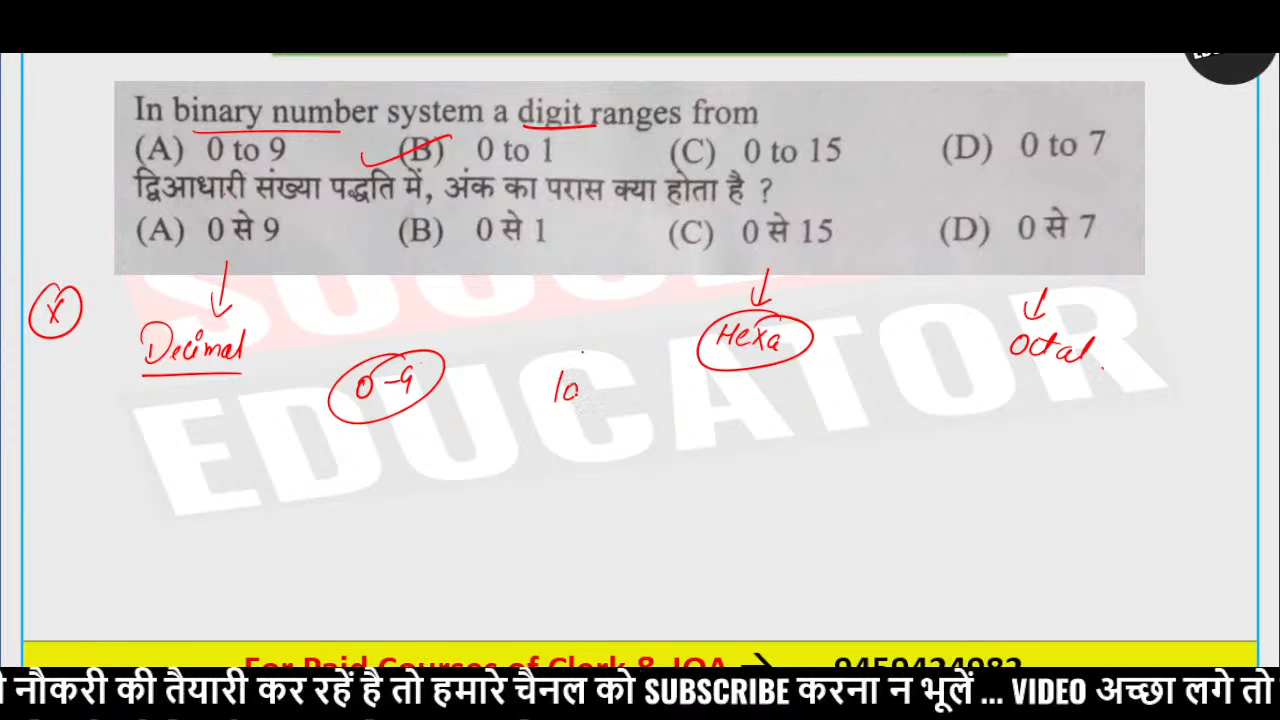 In binary number system a digit ranges from
(A) 0 to 9 (B) 0 to 1 (C) 0 to 15 (D) 0 to 7
द्विआधारी संख्या पद्धति में, अंक का परास क्या होता है ?
(A) 0 से 9 (B) 0 से 1 (C) 0 से 15 (D) 0 से 7
X
Decimal
Hexa
Octal
0-9
10
EDUCATOR
नौकरी की तैयारी कर रहें है तो हमारे चैनल को SUBSCRIBE करना न भूलें ... VIDEO अच्छा लगे तो